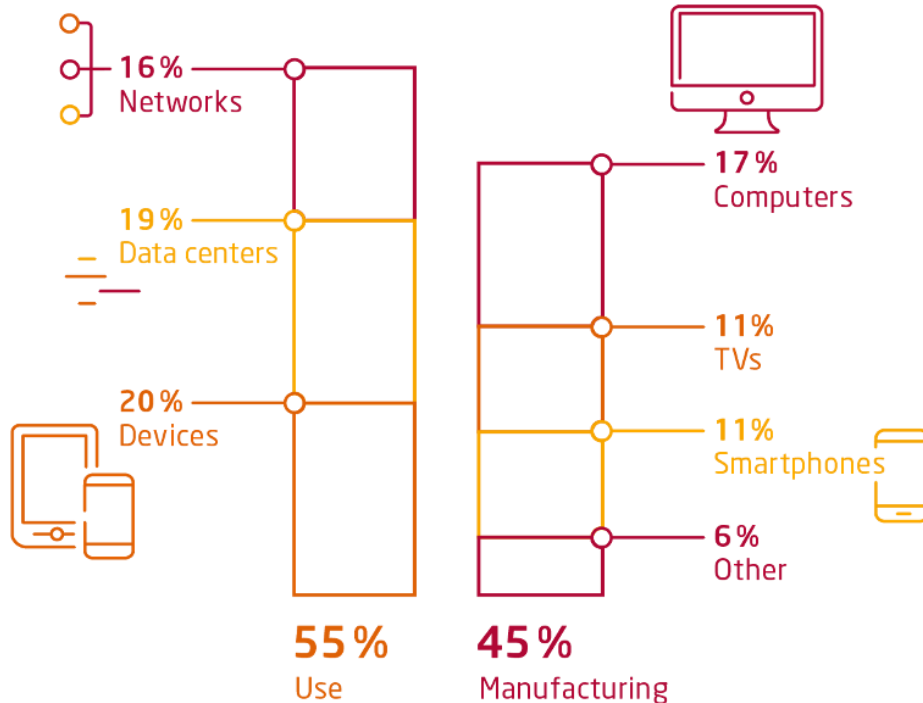 16%
Networks
19%
Data centers
20%
Devices
55%
Use
17%
Computers
11%
TVs
11%
Smartphones
6%
Other
45%
Manufacturing